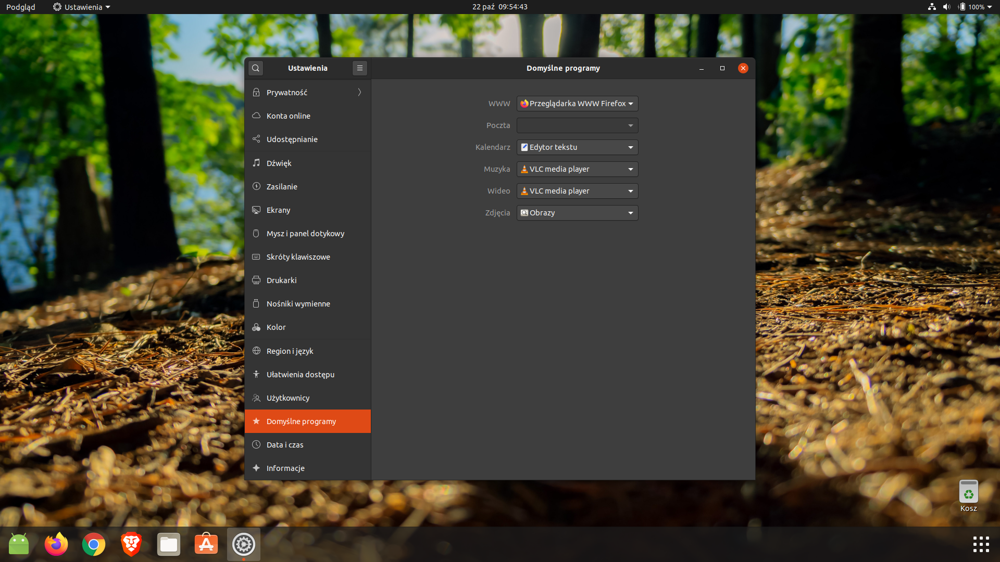 Podgląd
Ustawienia
22 paź 09:54:43
100%
Ustawienia
Domyślne programy
Prywatność
Konta online
Udostępnianie
Dźwięk
Zasilanie
Ekrany
Mysz i panel dotykowy
Skróty klawiszowe
Drukarki
Nośniki wymienne
Kolor
Region i język
Ułatwienia dostępu
Użytkownicy
Domyślne programy
Data i czas
Informacje
WWW Przeglądarka WWW Firefox
Poczta
Kalendarz Edytor tekstu
Muzyka VLC media player
Wideo VLC media player
Zdjęcia Obrazy
Kosz